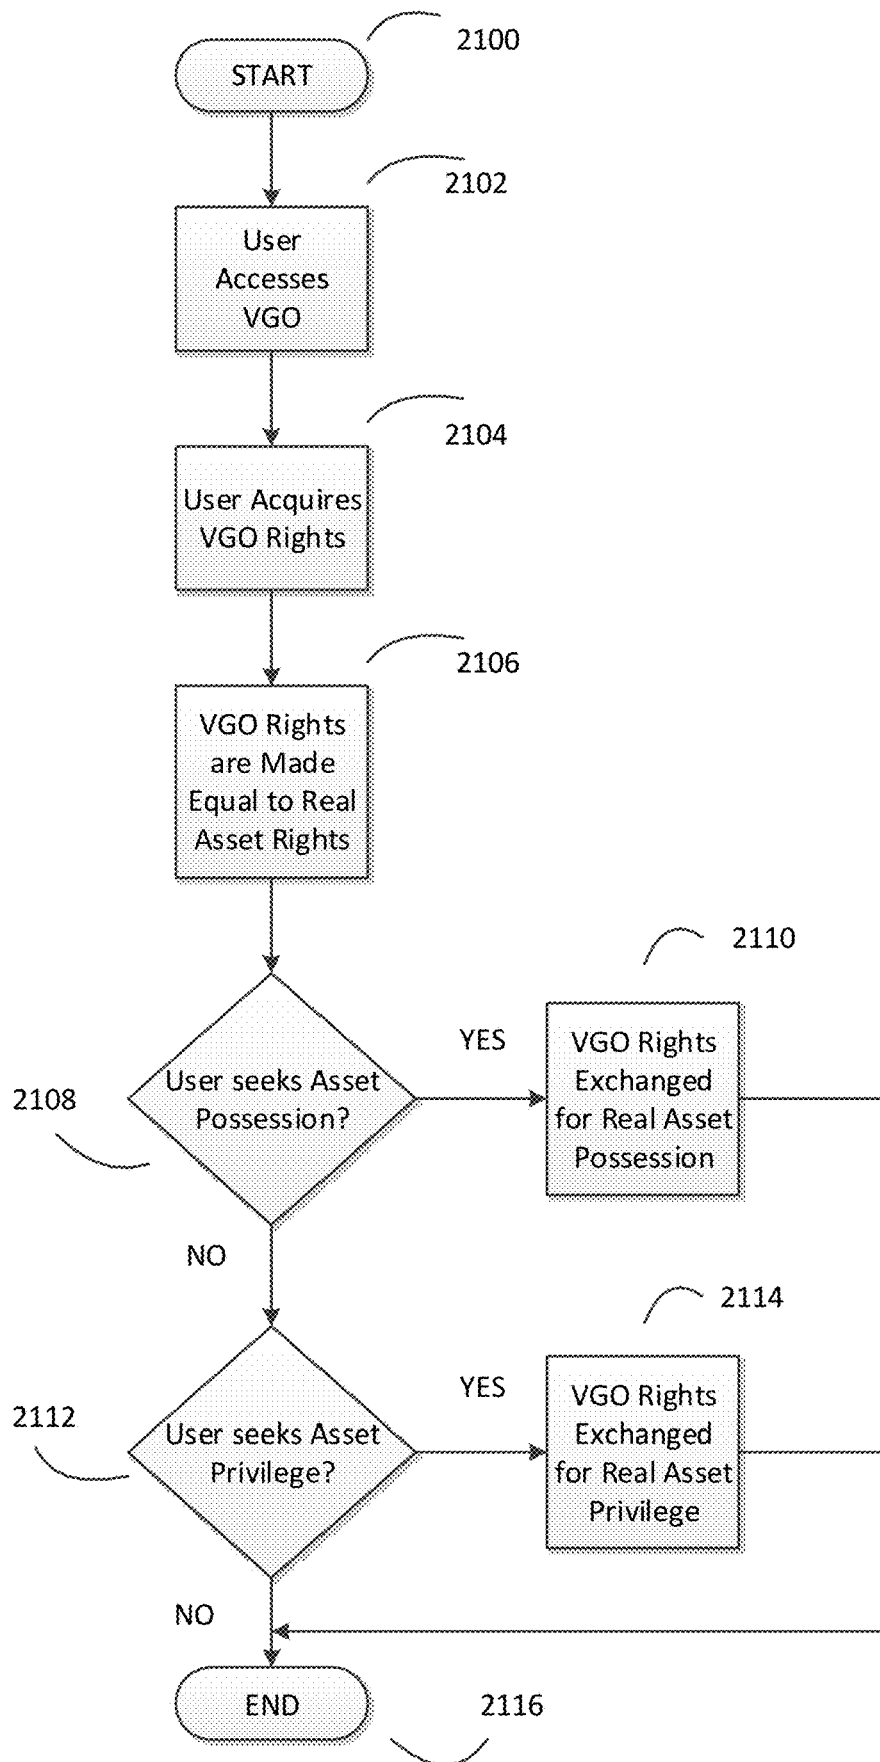 2100
START
2102
User
Accesses
VGO
2104
User Acquires
VGO Rights
2106
VGO Rights
are Made
Equal to Real
Asset Rights
2110
YES
VGO Rights
Exchanged
for Real Asset
Possession
User seeks Asset
Possession?
2108
NO
2114
YES
VGO Rights
Exchanged
for Real Asset
Privilege
2112
User seeks Asset
Privilege?
NO
END
2116